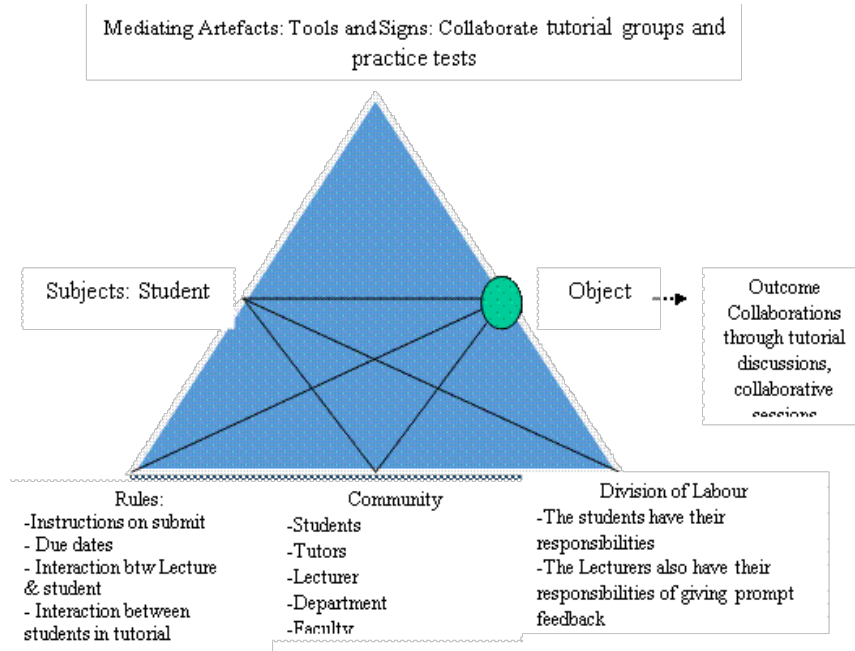 Mediating Artefacts: Tools and Signs: Collaborate tutorial groups and
practice tests
Subjects: Student
Object
Outcome
Collaborations
through tutorial
discussions,
collaborative
sessions
Rules:
-Instructions on submit
- Due dates
- Interaction btw Lecture
& student
- Interaction between
students in tutorial
Community
-Students
-Tutors
-Lecturer
-Department
-Faculty
Division of Labour
-The students have their
responsibilities
-The Lecturers also have their
responsibilities of giving prompt
feedback